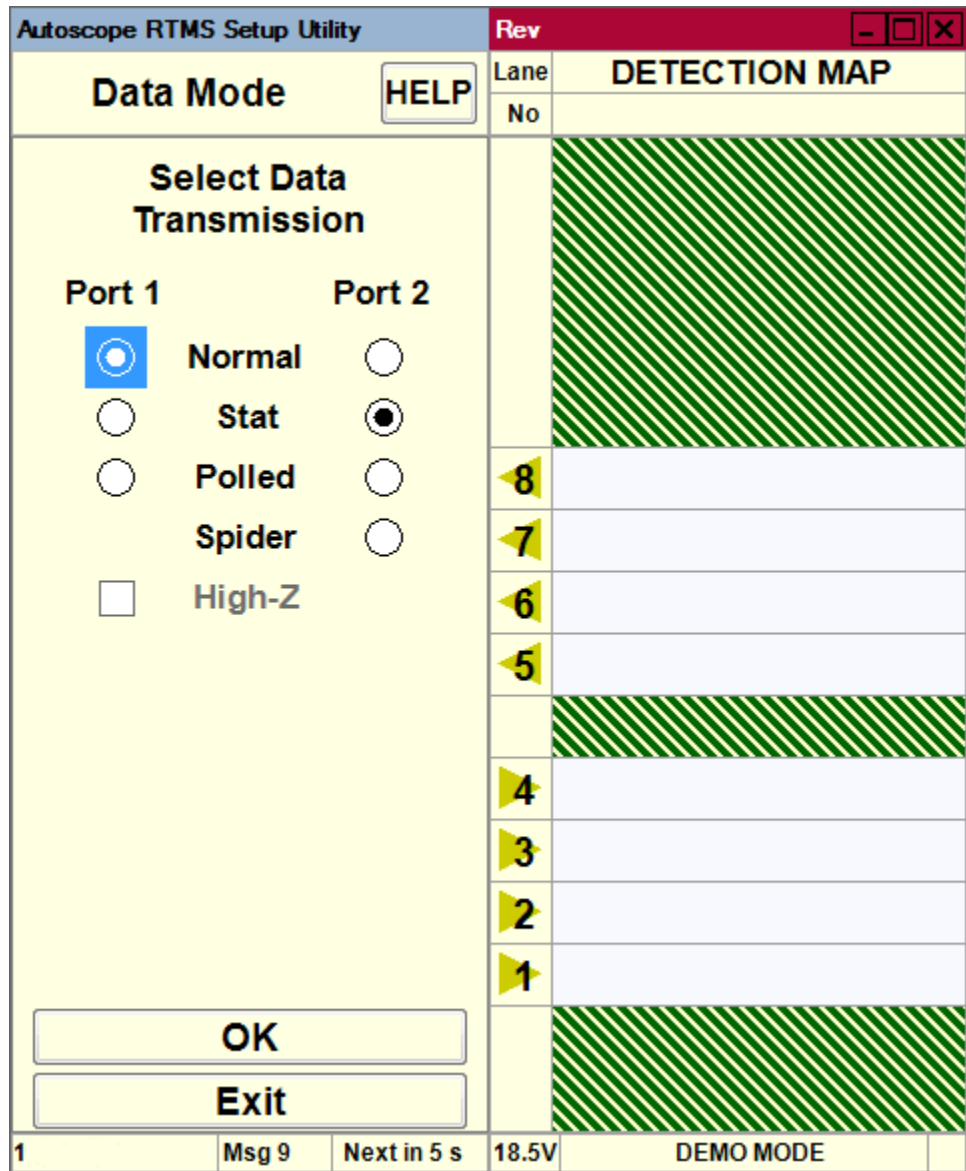 Autoscope RTMS Setup Utility
Rev
Data Mode
HELP
Lane
No
DETECTION MAP
Select Data
Transmission
Port 1
Port 2
Normal
Stat
Polled
Spider
High-Z
8
7
6
5
4
3
2
1
OK
Exit
1
Msg 9
Next in 5 s
18.5V
DEMO MODE